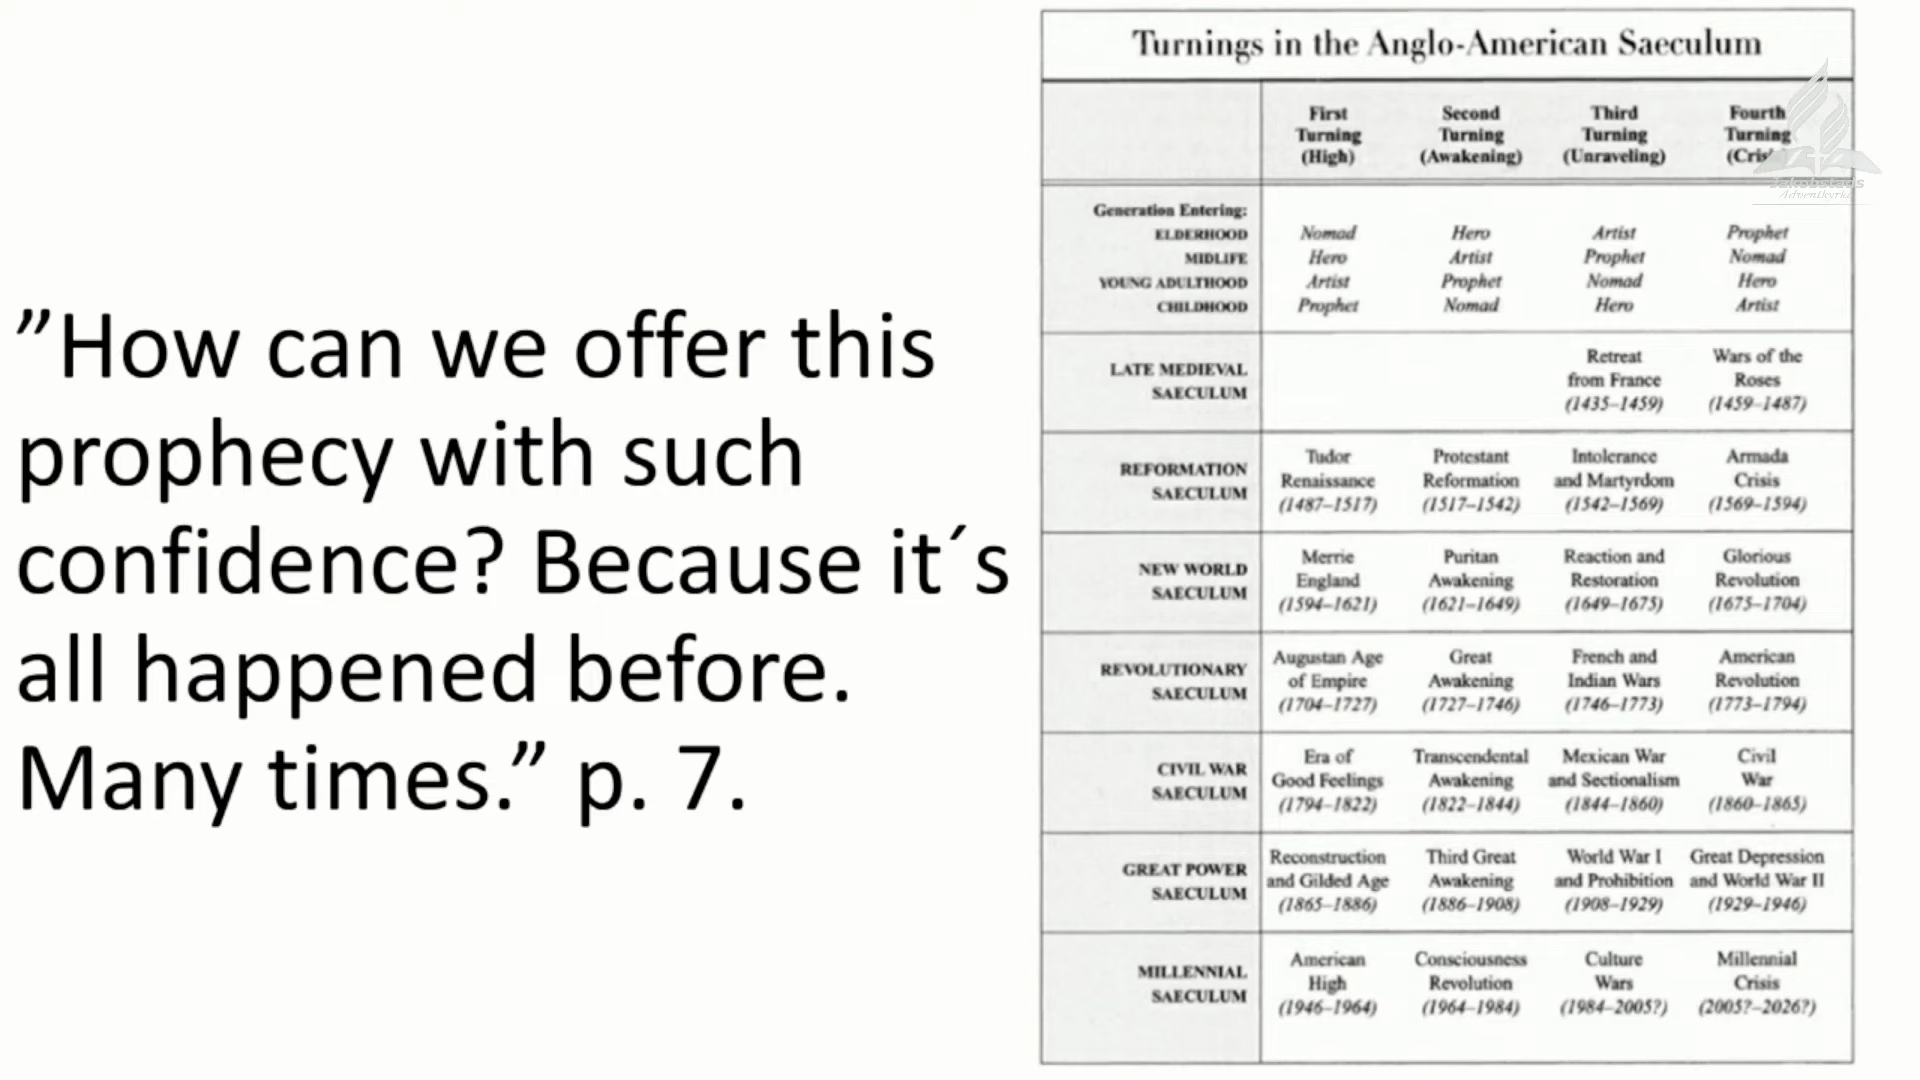 ”How can we offer this
prophecy with such
confidence? Because it´s
all happened before.
Many times.” p. 7.
Turnings in the Anglo-American Saeculum
First Turning (High) Second Turning (Awakening) Third Turning (Unraveling) Fourth Turning (Crisis)
Generation Entering:
ELDERHOOD Nomad Hero Artist Prophet
MIDLIFE Hero Artist Prophet Nomad
YOUNG ADULTHOOD Artist Prophet Nomad Hero
CHILDHOOD Prophet Nomad Hero Artist
LATE MEDIEVAL SAECULUM Retreat from France (1435–1459) Wars of the Roses (1459–1487)
REFORMATION SAECULUM Tudor Renaissance (1487–1517) Protestant Reformation (1517–1542) Intolerance and Martyrdom (1542–1569) Armada Crisis (1569–1594)
NEW WORLD SAECULUM Merrie England (1594–1621) Puritan Awakening (1621–1649) Reaction and Restoration (1649–1675) Glorious Revolution (1675–1704)
REVOLUTIONARY SAECULUM Augustan Age of Empire (1704–1727) Great Awakening (1727–1746) French and Indian Wars (1746–1773) American Revolution (1773–1794)
CIVIL WAR SAECULUM Era of Good Feelings (1794–1822) Transcendental Awakening (1822–1844) Mexican War and Sectionalism (1844–1860) Civil War (1860–1865)
GREAT POWER SAECULUM Reconstruction and Gilded Age (1865–1886) Third Great Awakening (1886–1908) World War I and Prohibition (1908–1929) Great Depression and World War II (1929–1946)
MILLENNIAL SAECULUM American High (1946–1964) Consciousness Revolution (1964–1984) Culture Wars (1984–2005?) Millennial Crisis (2005?–2026?)
Jakobstads
Adventkyrka